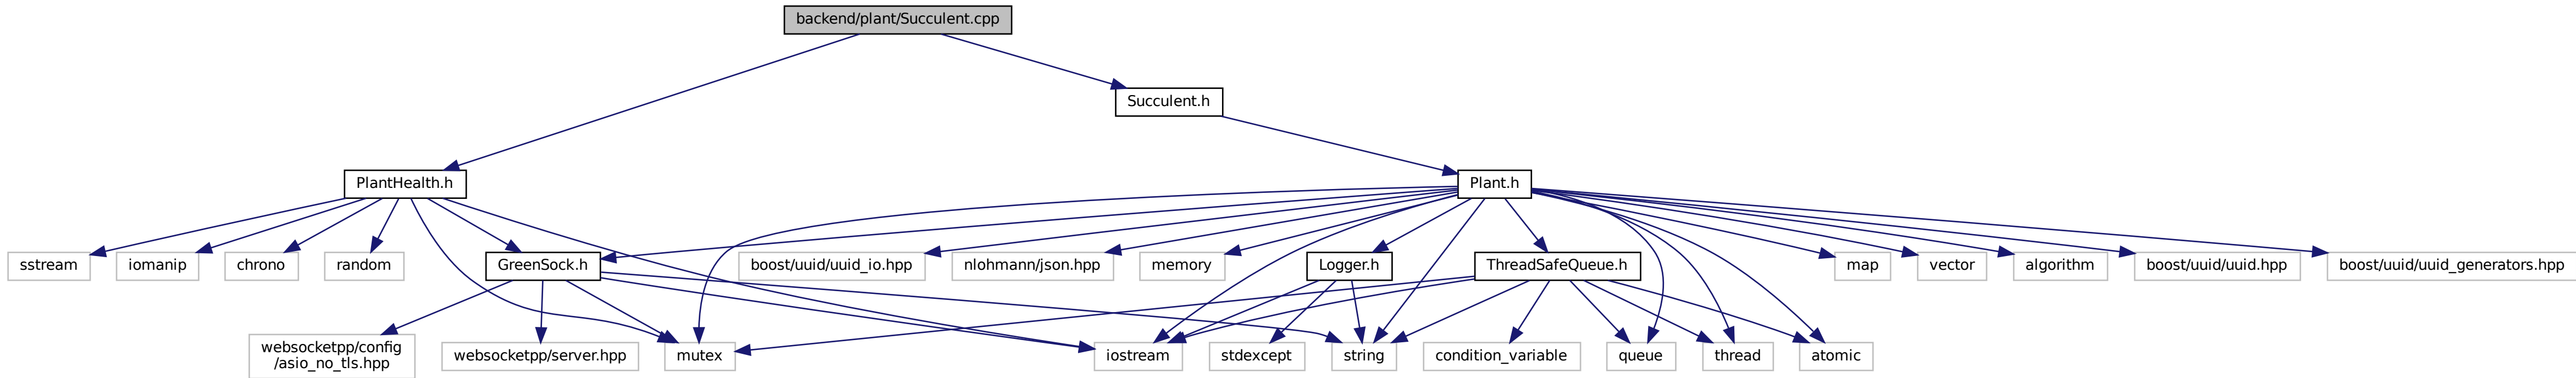 backend/plant/Succulent.cpp
Succulent.h
PlantHealth.h
Plant.h
sstream
iomanip
chrono
random
GreenSock.h
boost/uuid/uuid_io.hpp
nlohmann/json.hpp
memory
Logger.h
ThreadSafeQueue.h
map
vector
algorithm
boost/uuid/uuid.hpp
boost/uuid/uuid_generators.hpp
websocketpp/config
/asio_no_tls.hpp
websocketpp/server.hpp
mutex
iostream
stdexcept
string
condition_variable
queue
thread
atomic